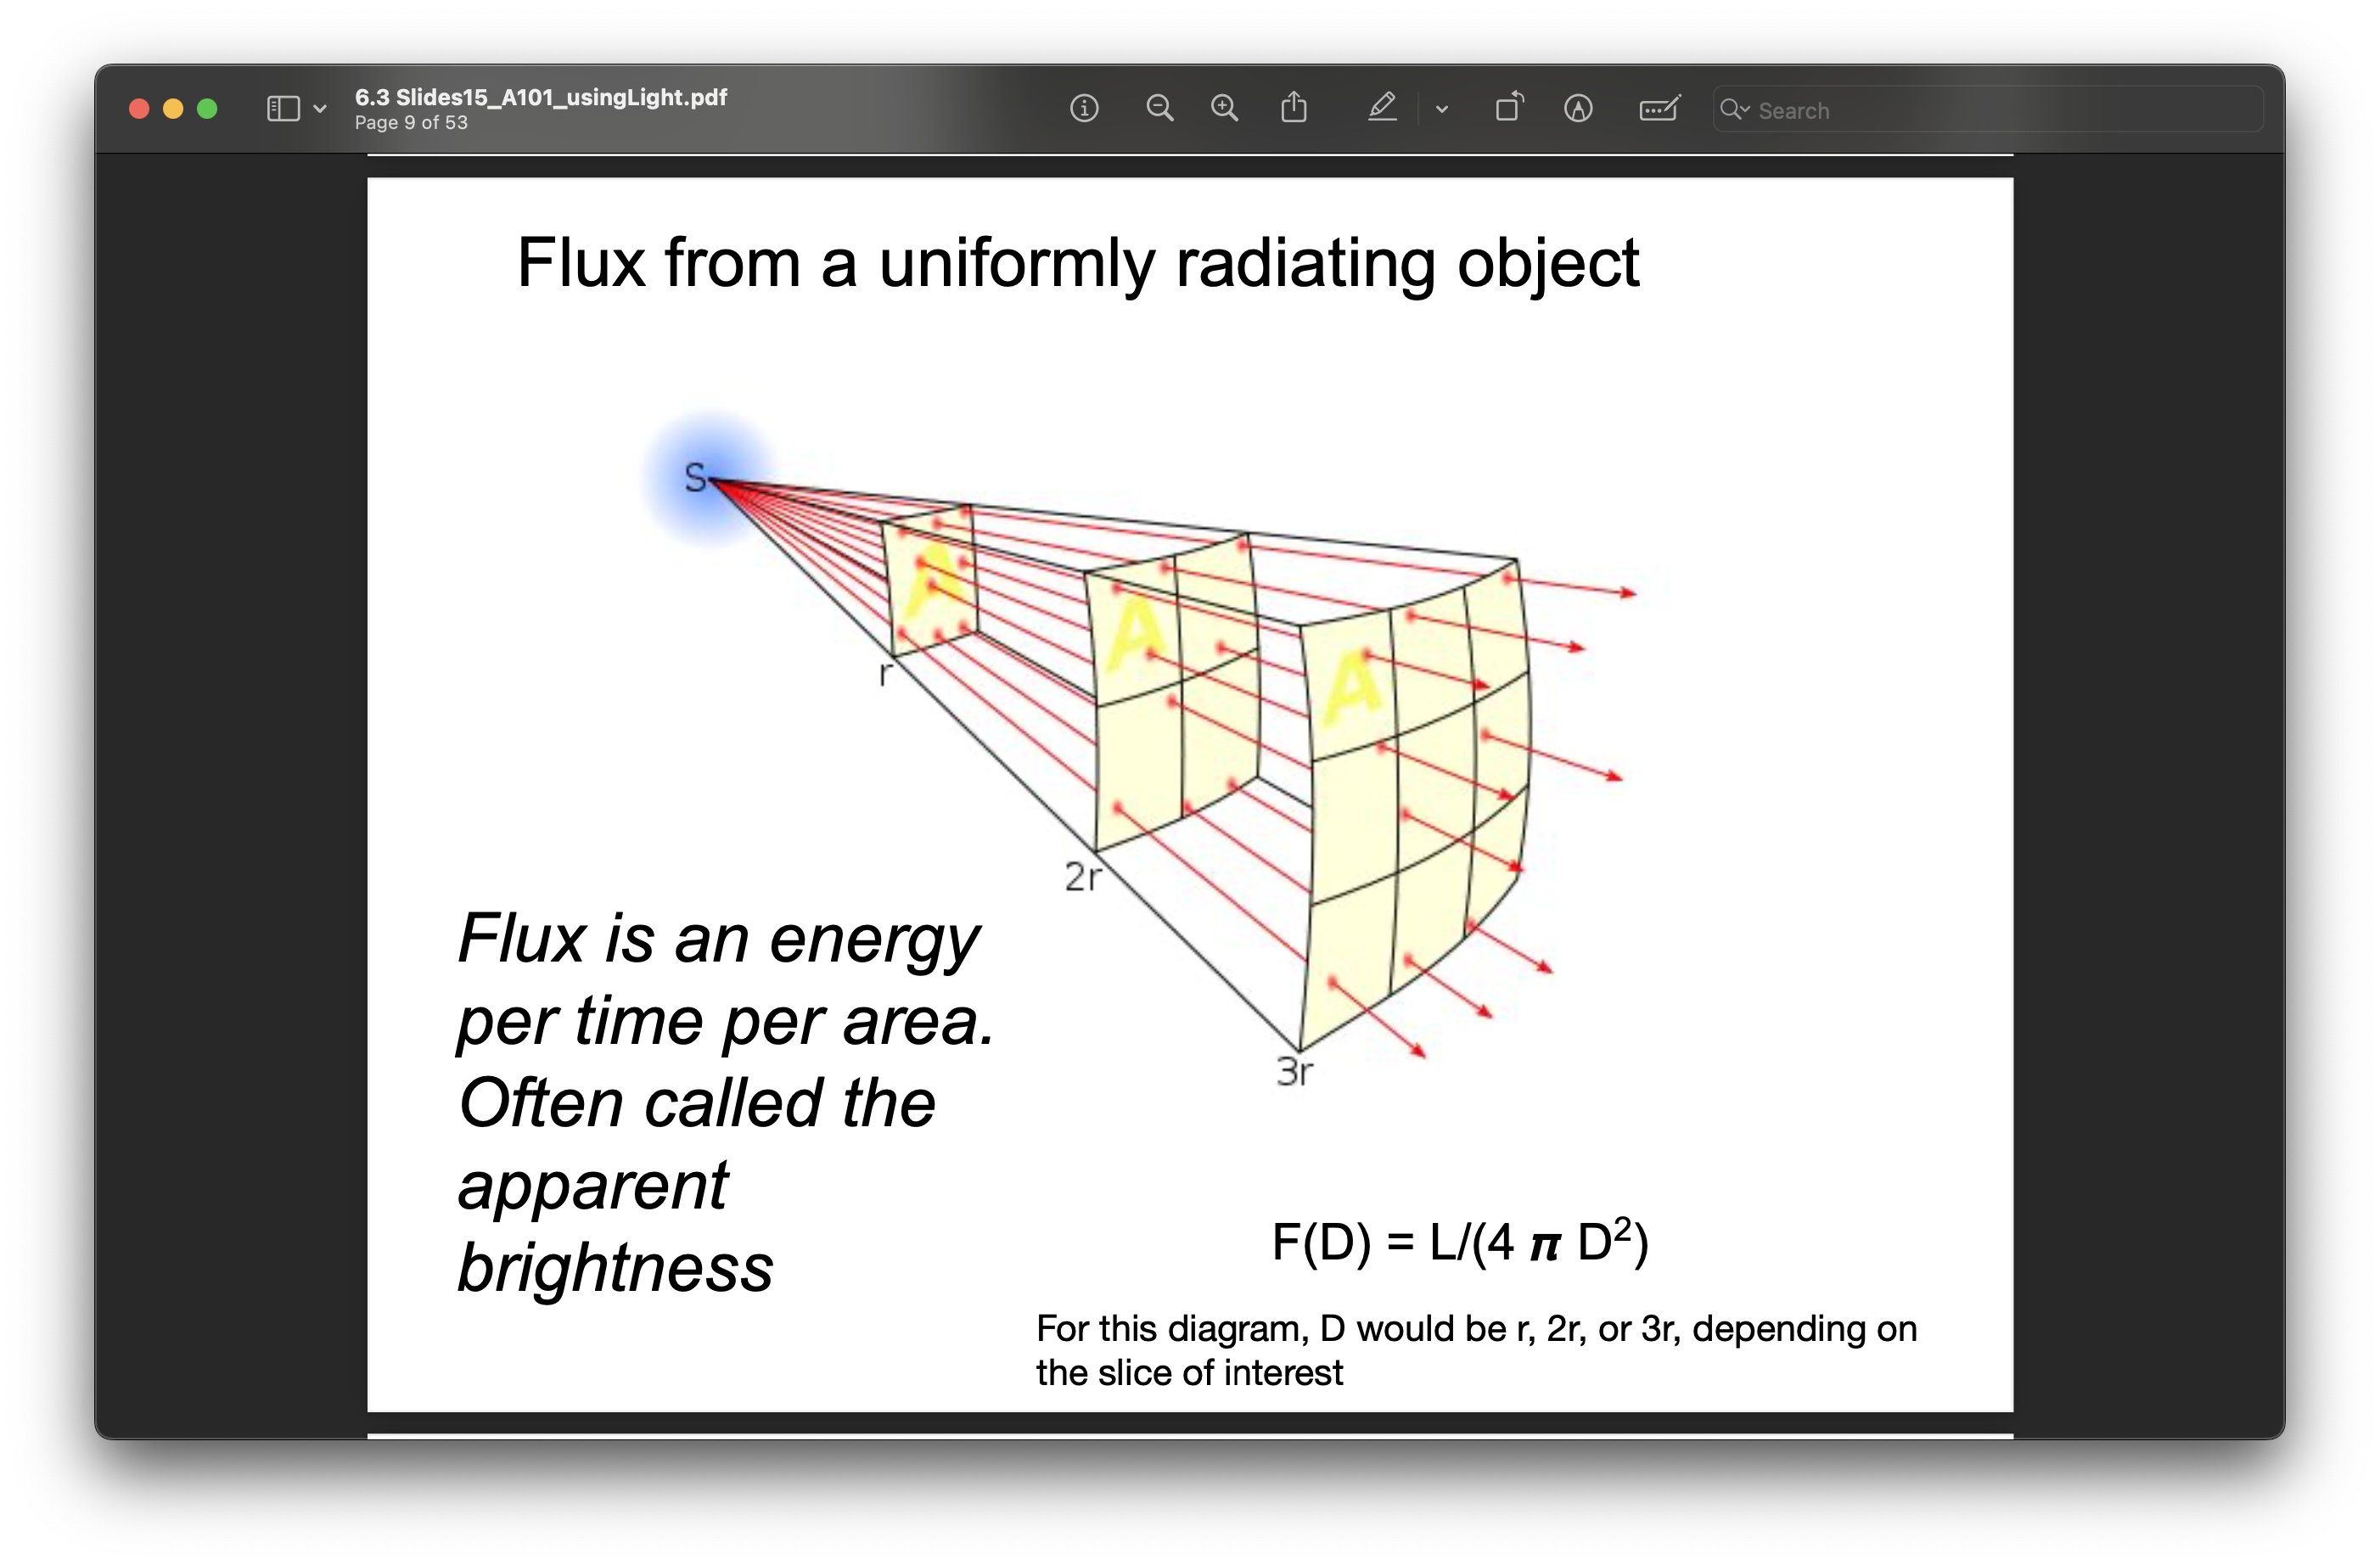 6.3 Slides15_A101_usingLight.pdf
Page 9 of 53
Search
Flux from a uniformly radiating object
S
A
A
A
r
2r
3r
Flux is an energy
per time per area.
Often called the
apparent
brightness
F(D) = L/(4 π D²)
For this diagram, D would be r, 2r, or 3r, depending on
the slice of interest